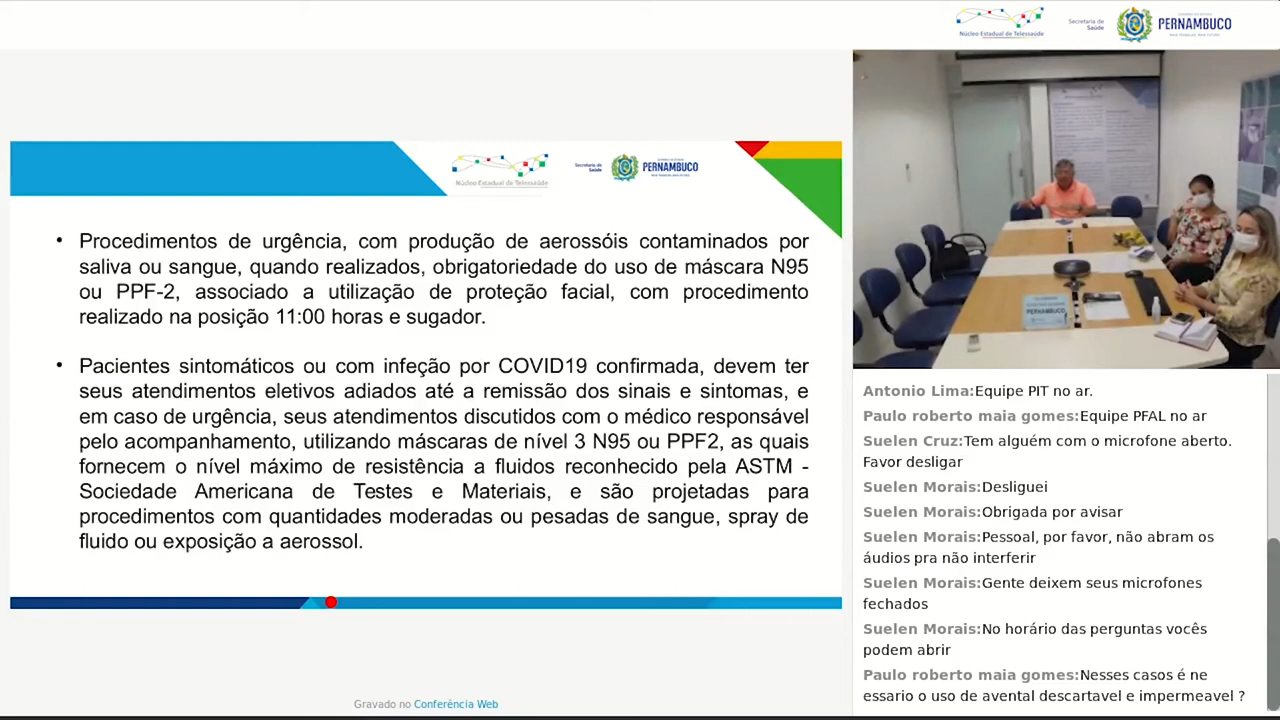 Núcleo Estadual de Telessaúde
Secretaria de
Saúde
PERNAMBUCO
Núcleo Estadual de Telessaúde
Secretaria de
Saúde
PERNAMBUCO
• Procedimentos de urgência, com produção de aerossóis contaminados por
saliva ou sangue, quando realizados, obrigatoriedade do uso de máscara N95
ou PPF-2, associado a utilização de proteção facial, com procedimento
realizado na posição 11:00 horas e sugador.
• Pacientes sintomáticos ou com infeção por COVID19 confirmada, devem ter
seus atendimentos eletivos adiados até a remissão dos sinais e sintomas, e
em caso de urgência, seus atendimentos discutidos com o médico responsável
pelo acompanhamento, utilizando máscaras de nível 3 N95 ou PPF2, as quais
fornecem o nível máximo de resistência a fluidos reconhecido pela ASTM -
Sociedade Americana de Testes e Materiais, e são projetadas para
procedimentos com quantidades moderadas ou pesadas de sangue, spray de
fluido ou exposição a aerossol.
Gravado no Conferência Web
PERNAMBUCO
Antonio Lima:Equipe PIT no ar.
Paulo roberto maia gomes:Equipe PFAL no ar
Suelen Cruz:Tem alguém com o microfone aberto.
Favor desligar
Suelen Morais:Desliguei
Suelen Morais:Obrigada por avisar
Suelen Morais:Pessoal, por favor, não abram os
áudios pra não interferir
Suelen Morais:Gente deixem seus microfones
fechados
Suelen Morais:No horário das perguntas vocês
podem abrir
Paulo roberto maia gomes:Nesses casos é ne
essario o uso de avental descartavel e impermeavel ?